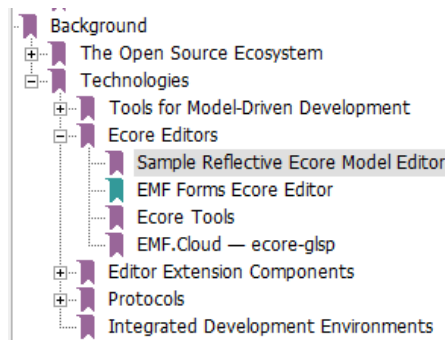 Background
The Open Source Ecosystem
Technologies
Tools for Model-Driven Development
Ecore Editors
Sample Reflective Ecore Model Editor
EMF Forms Ecore Editor
Ecore Tools
EMF.Cloud — ecore-glsp
Editor Extension Components
Protocols
Integrated Development Environments